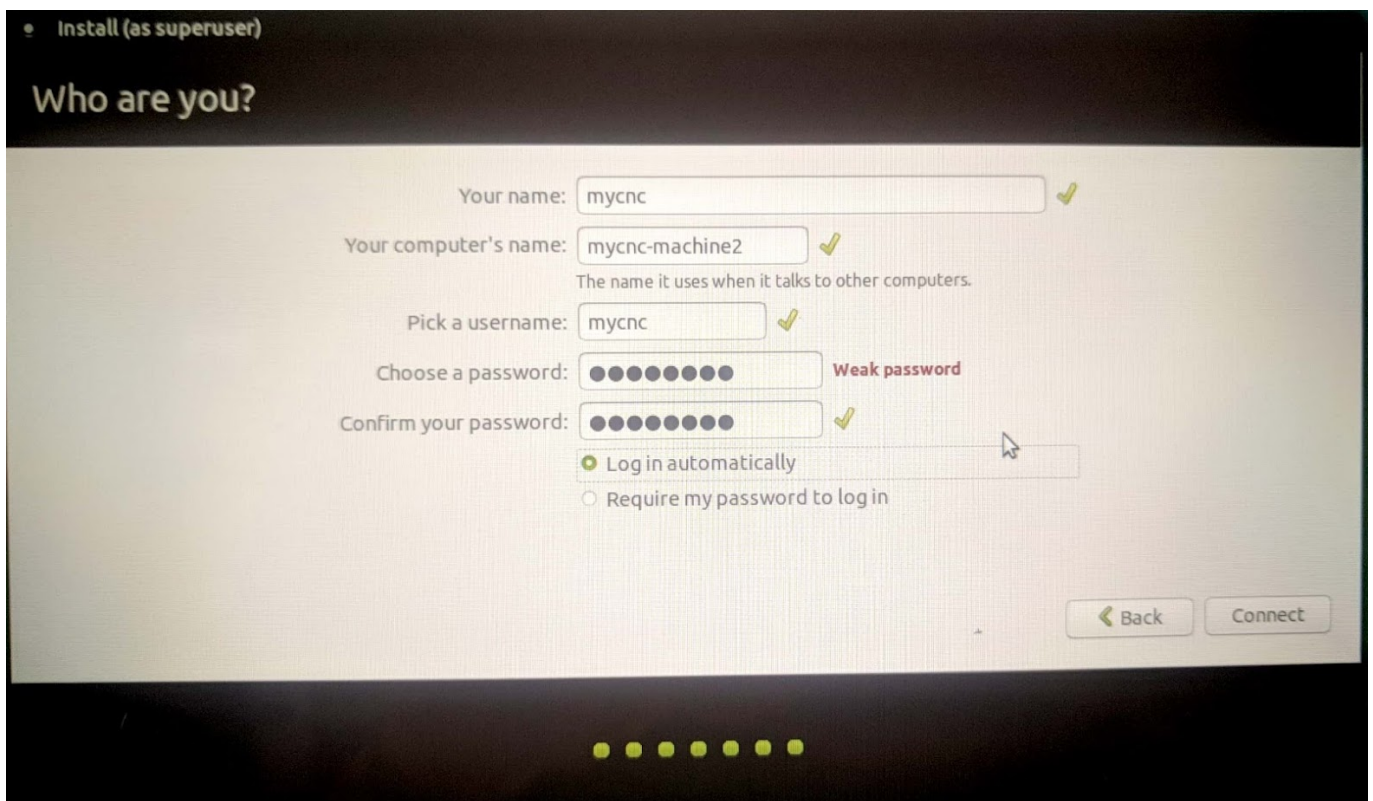 Install (as superuser)
Who are you?
Your name: mycnc
Your computer's name: mycnc-machine2
The name it uses when it talks to other computers.
Pick a username: mycnc
Choose a password: ●●●●●●●● Weak password
Confirm your password: ●●●●●●●●
Log in automatically
Require my password to log in
Back Connect